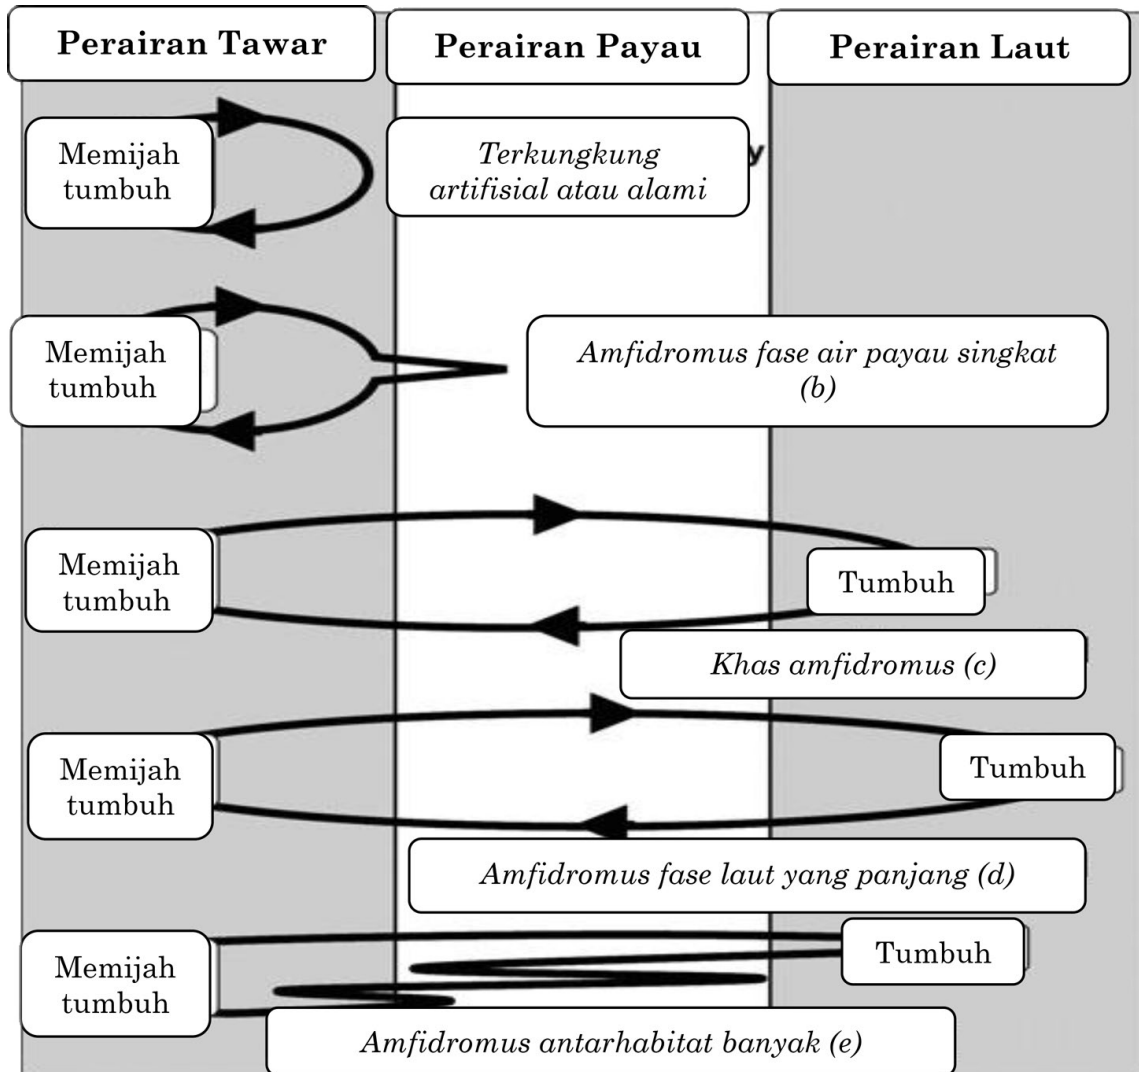 Perairan Tawar
Perairan Payau
Perairan Laut
Memijah
tumbuh
Terkungkung
artifisial atau alami
y
Memijah
tumbuh
Amfidromus fase air payau singkat
(b)
Memijah
tumbuh
Tumbuh
Khas amfidromus (c)
Memijah
tumbuh
Tumbuh
Amfidromus fase laut yang panjang (d)
Memijah
tumbuh
Tumbuh
Amfidromus antarhabitat banyak (e)